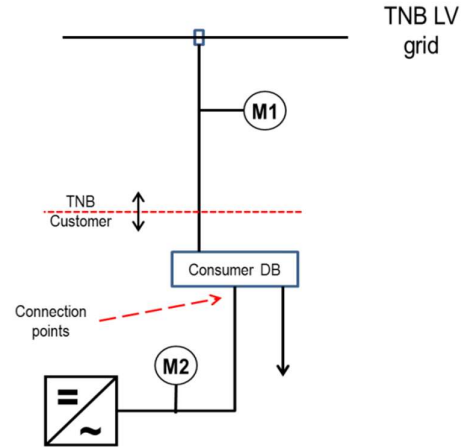 TNB LV
grid
M1
TNB
Customer
Consumer DB
Connection
points
M2
=
~